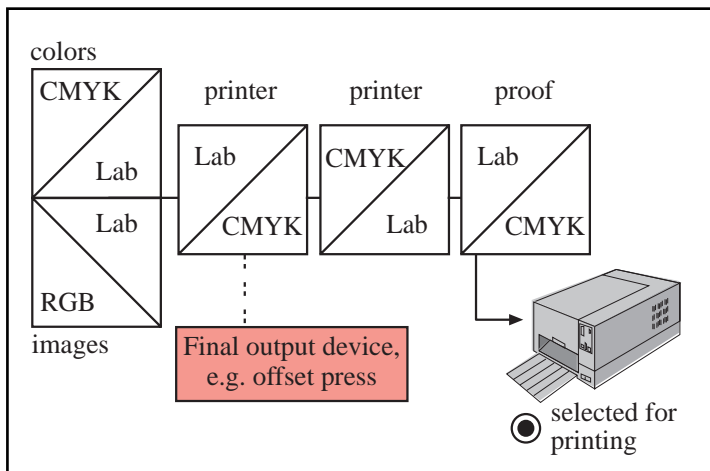 colors
CMYK
Lab
Lab
RGB
images
printer
Lab
CMYK
printer
CMYK
Lab
proof
Lab
CMYK
Final output device,
e.g. offset press
selected for
printing